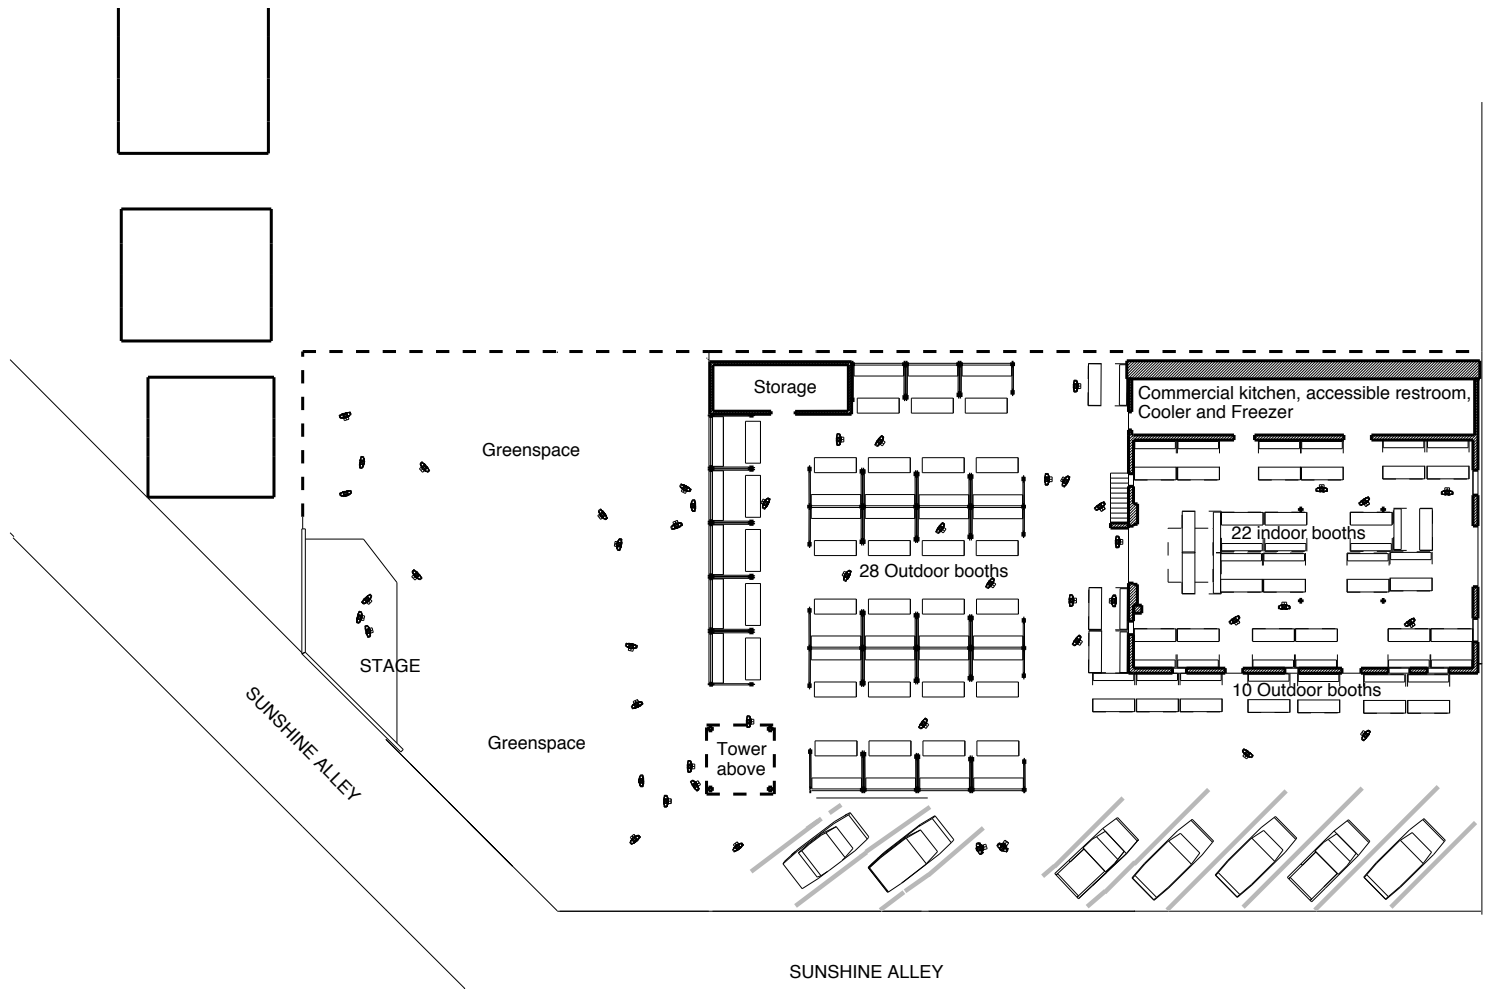 Storage
Commercial kitchen, accessible restroom,
Cooler and Freezer
Greenspace
22 indoor booths
28 Outdoor booths
STAGE
10 Outdoor booths
SUNSHINE ALLEY
Greenspace
Tower
above
SUNSHINE ALLEY